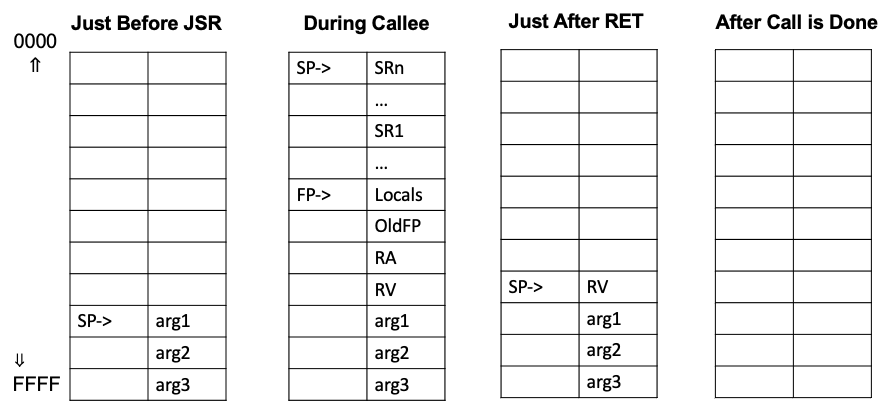 Just Before JSR During Callee Just After RET After Call is Done
0000
⇑
SP-> SRn
...
SR1
...
FP-> Locals
OldFP
RA
RV SP-> RV
SP-> arg1 arg1 arg1
⇓ arg2 arg2 arg2
FFFF arg3 arg3 arg3